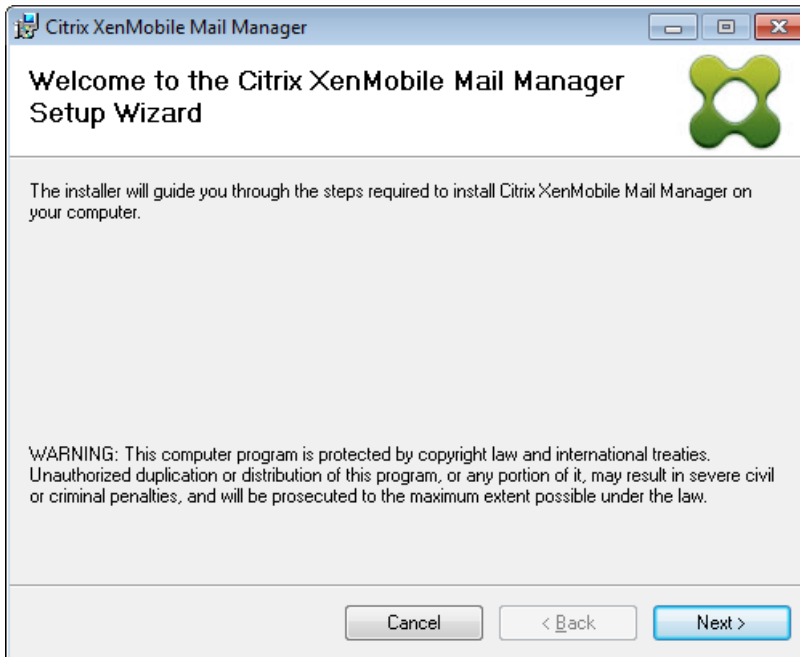 Citrix XenMobile Mail Manager
Welcome to the Citrix XenMobile Mail Manager
Setup Wizard
The installer will guide you through the steps required to install Citrix XenMobile Mail Manager on
your computer.
WARNING: This computer program is protected by copyright law and international treaties.
Unauthorized duplication or distribution of this program, or any portion of it, may result in severe civil
or criminal penalties, and will be prosecuted to the maximum extent possible under the law.
Cancel
< Back
Next >